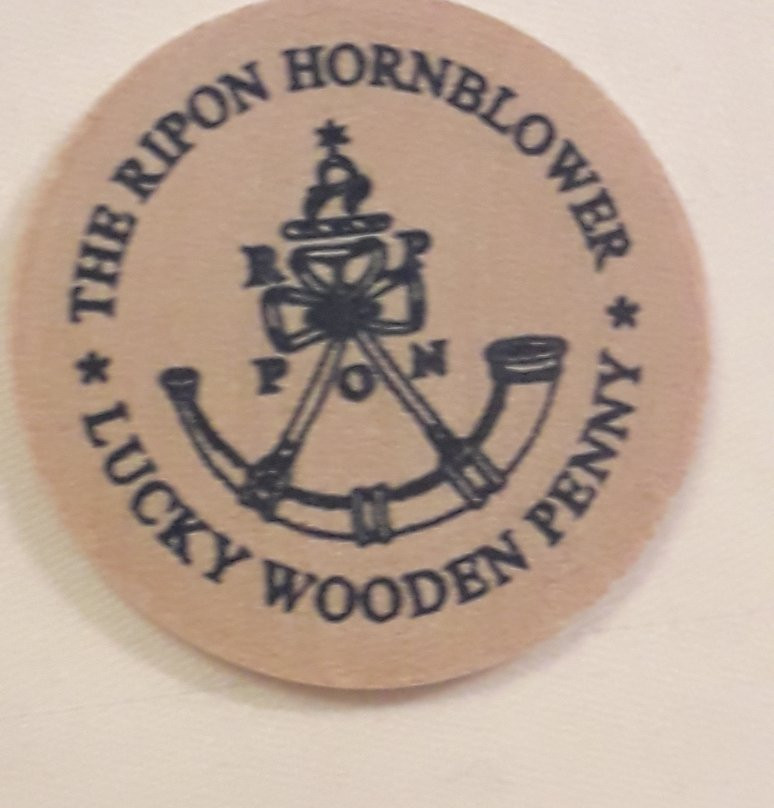 THE RIPON HORNBLOWER
R P
P O N
* LUCKY WOODEN PENNY *